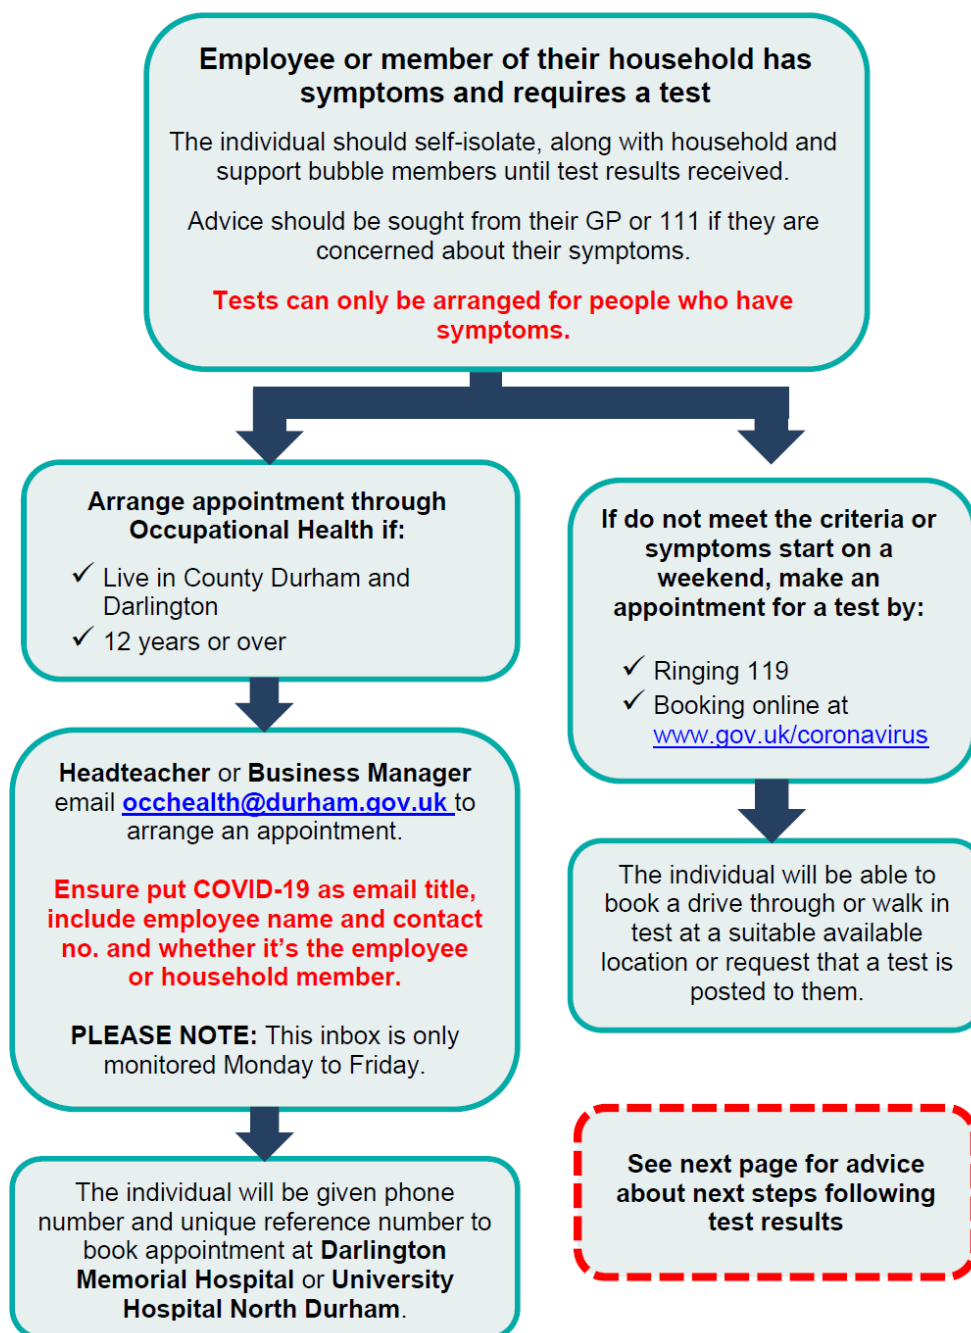 Employee or member of their household has
symptoms and requires a test
The individual should self-isolate, along with household and
support bubble members until test results received.
Advice should be sought from their GP or 111 if they are
concerned about their symptoms.
Tests can only be arranged for people who have
symptoms.
Arrange appointment through
Occupational Health if:
✓ Live in County Durham and
Darlington
✓ 12 years or over
Headteacher or Business Manager
email occhealth@durham.gov.uk to
arrange an appointment.
Ensure put COVID-19 as email title,
include employee name and contact
no. and whether it's the employee
or household member.
PLEASE NOTE: This inbox is only
monitored Monday to Friday.
The individual will be given phone
number and unique reference number to
book appointment at Darlington
Memorial Hospital or University
Hospital North Durham.
If do not meet the criteria or
symptoms start on a
weekend, make an
appointment for a test by:
✓ Ringing 119
✓ Booking online at
www.gov.uk/coronavirus
The individual will be able to
book a drive through or walk in
test at a suitable available
location or request that a test is
posted to them.
See next page for advice
about next steps following
test results